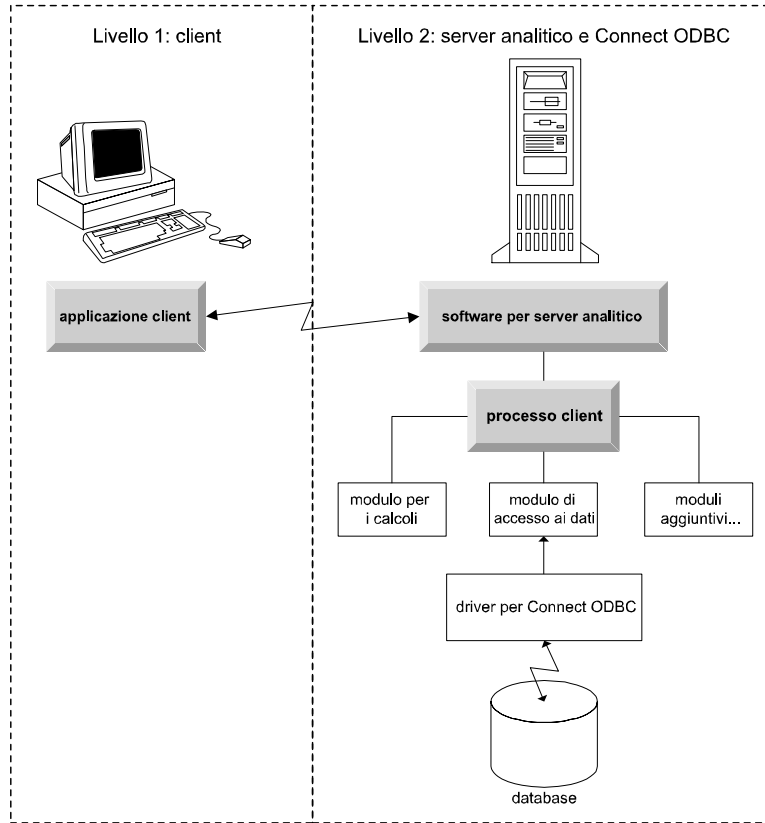 Livello 1: client
Livello 2: server analitico e Connect ODBC
applicazione client
software per server analitico
processo client
modulo per
i calcoli
modulo di
accesso ai dati
moduli
aggiuntivi...
driver per Connect ODBC
database